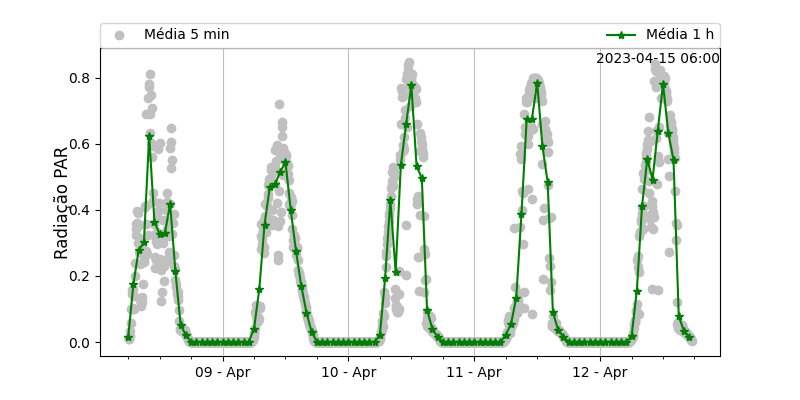 Média 5 min
Média 1 h
2023-04-15 06:00
Radiação PAR
0.8
0.6
0.4
0.2
0.0
09 - Apr
10 - Apr
11 - Apr
12 - Apr